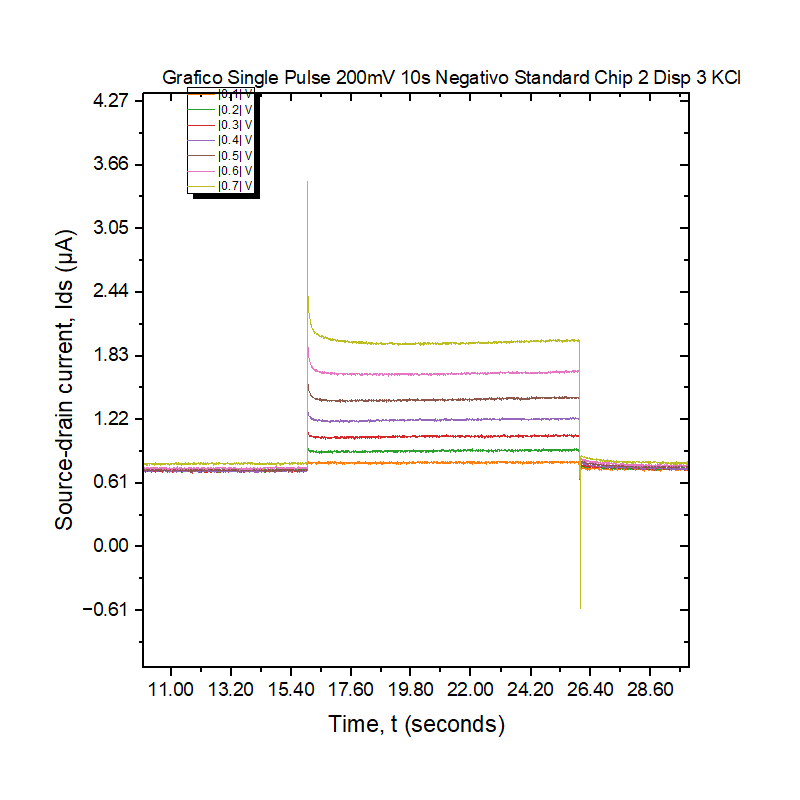 Grafico Single Pulse 200mV 10s Negativo Standard Chip 2 Disp 3 KCl
|0.1| V
|0.2| V
|0.3| V
|0.4| V
|0.5| V
|0.6| V
|0.7| V
4.27
3.66
3.05
2.44
1.83
1.22
0.61
0.00
−0.61
Source-drain current, Ids (µA)
11.00 13.20 15.40 17.60 19.80 22.00 24.20 26.40 28.60
Time, t (seconds)